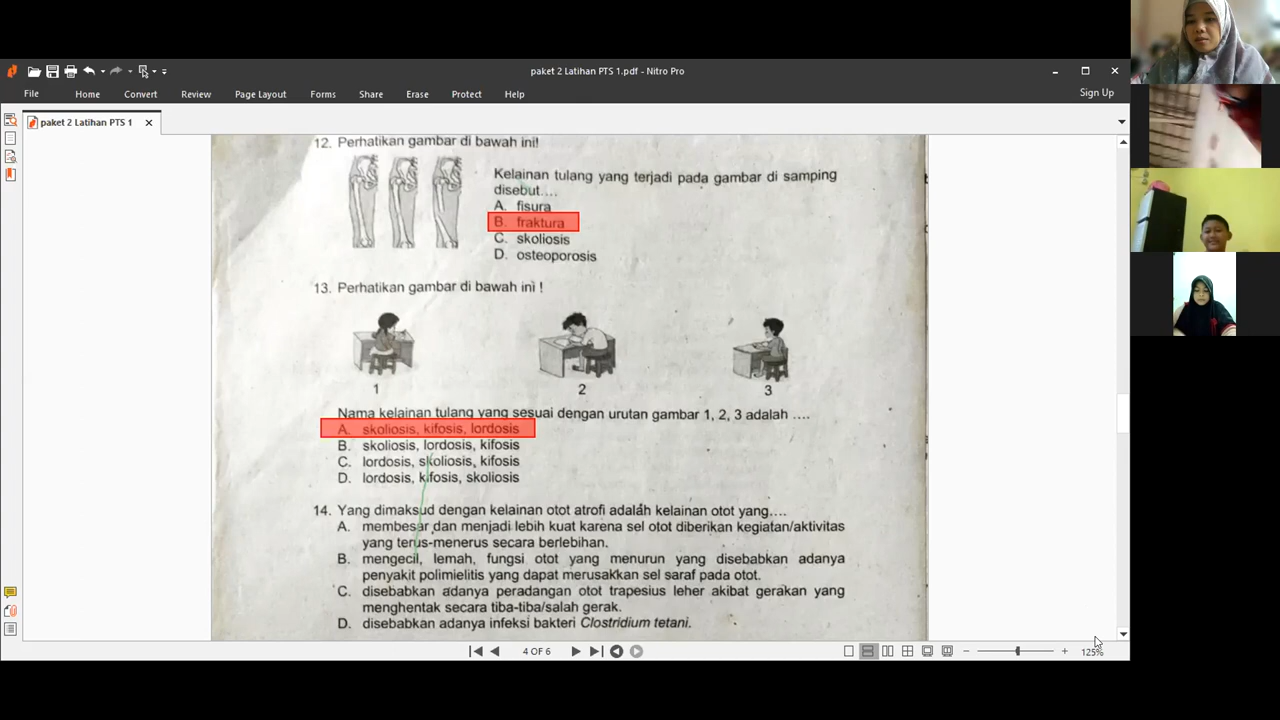 paket 2 Latihan PTS 1.pdf - Nitro Pro
File Home Convert Review Page Layout Forms Share Erase Protect Help
Sign Up
paket 2 Latihan PTS 1
12. Perhatikan gambar di bawah ini!
Kelainan tulang yang terjadi pada gambar di samping
disebut....
A. fisura
B. fraktura
C. skoliosis
D. osteoporosis
13. Perhatikan gambar di bawah ini !
1 2 3
Nama kelainan tulang yang sesuai dengan urutan gambar 1, 2, 3 adalah ....
A. skoliosis, kifosis, lordosis
B. skoliosis, lordosis, kifosis
C. lordosis, skoliosis, kifosis
D. lordosis, kifosis, skoliosis
14. Yang dimaksud dengan kelainan otot atrofi adalah kelainan otot yang....
A. membesar dan menjadi lebih kuat karena sel otot diberikan kegiatan/aktivitas
yang terus-menerus secara berlebihan.
B. mengecil, lemah, fungsi otot yang menurun yang disebabkan adanya
penyakit polimielitis yang dapat merusakkan sel saraf pada otot.
C. disebabkan adanya peradangan otot trapesius leher akibat gerakan yang
menghentak secara tiba-tiba/salah gerak.
D. disebabkan adanya infeksi bakteri Clostridium tetani.
4 OF 6
125%